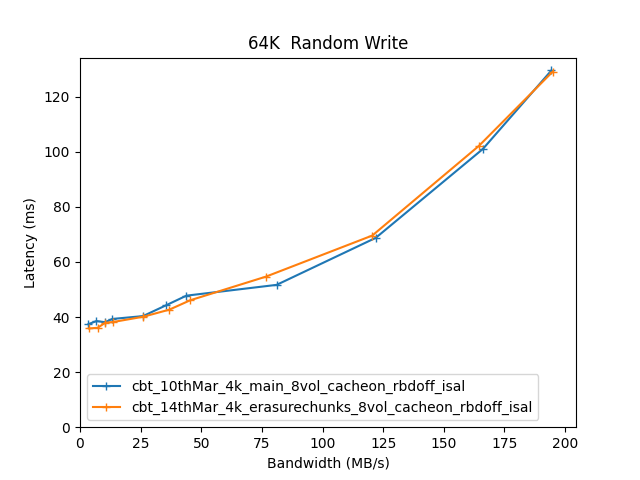 64K  Random Write
Latency (ms)
120
100
80
60
40
20
0
0 25 50 75 100 125 150 175 200
Bandwidth (MB/s)
cbt_10thMar_4k_main_8vol_cacheon_rbdoff_isal
cbt_14thMar_4k_erasurechunks_8vol_cacheon_rbdoff_isal